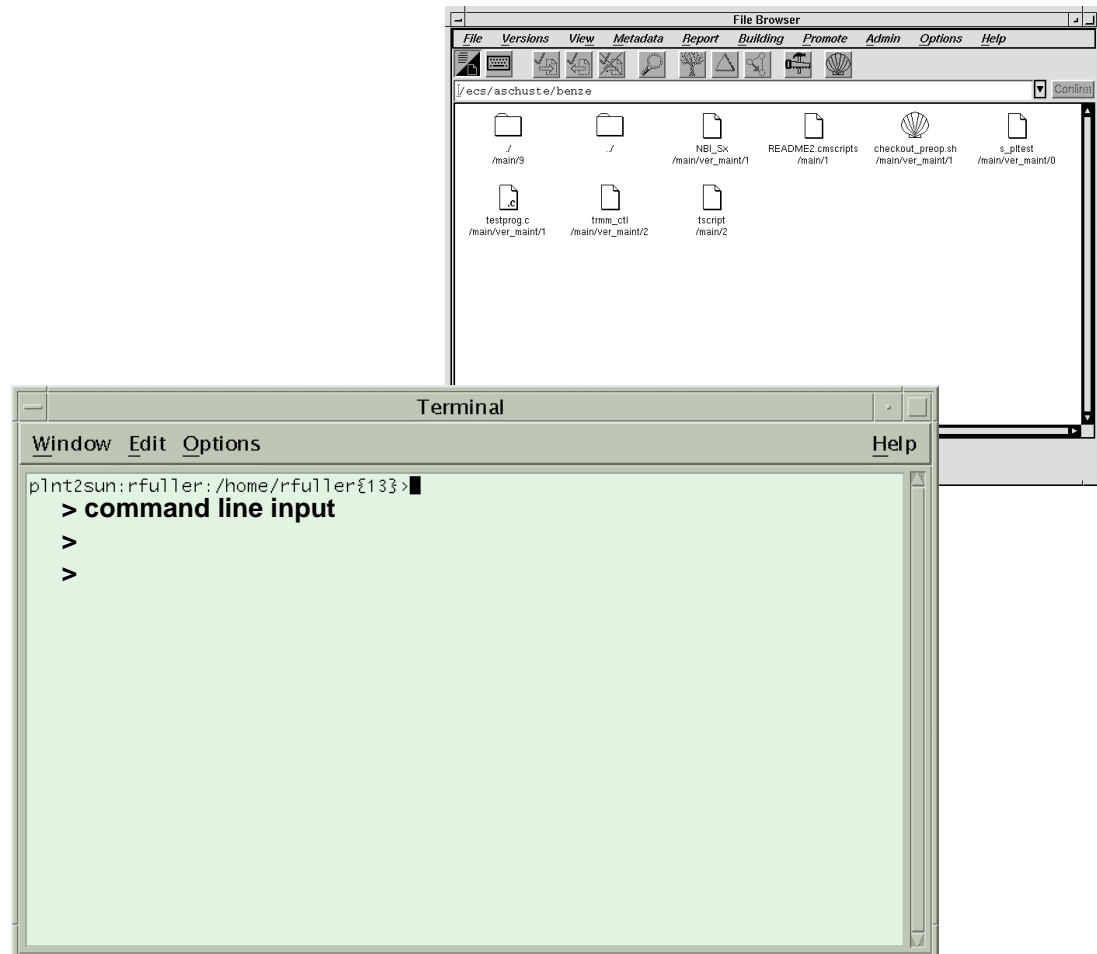 File Browser
File Versions View Metadata Report Building Promote Admin Options Help
/ecs/aschuste/benze Confirm
./ ../ NBI_Sx README2.cmscripts checkout_preop.sh s_pltest
/main/9 /main/ver_maint/1 /main/1 /main/ver_maint/1 /main/ver_maint/0
.c
testprog.c trmm_ctl tscript
/main/ver_maint/1 /main/ver_maint/2 /main/2
Terminal
Window Edit Options Help
plnt2sun:rfuller:/home/rfuller{13}>
> command line input
>
>